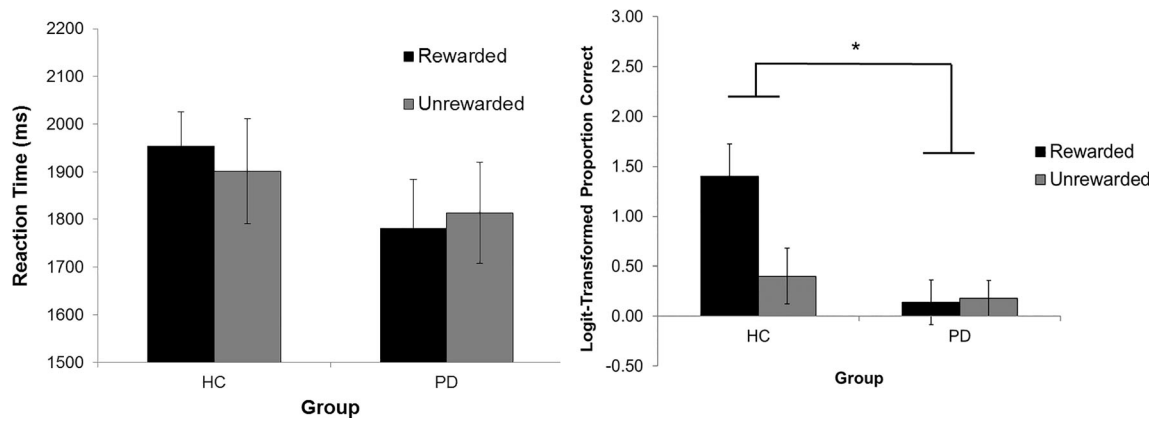 2200
2100
2000
1900
1800
1700
1600
1500
Reaction Time (ms)
Rewarded
Unrewarded
HC
PD
Group
3.00
2.50
2.00
1.50
1.00
0.50
0.00
-0.50
Logit-Transformed Proportion Correct
*
Rewarded
Unrewarded
HC
PD
Group